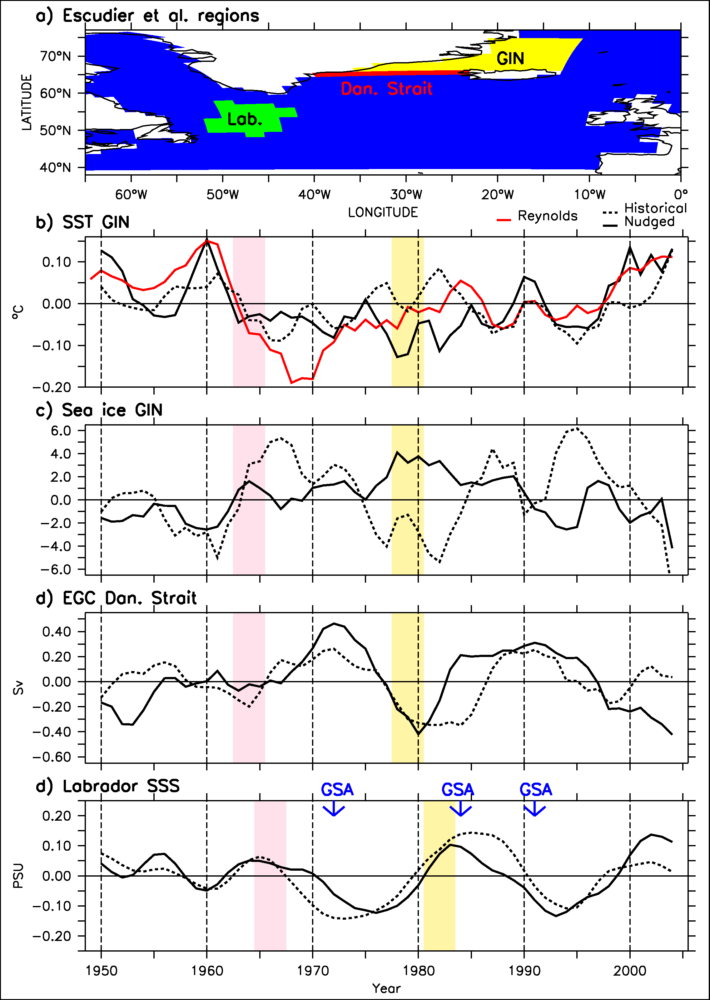 a) Escudier et al. regions
70°N
60°N
50°N
40°N
LATITUDE
GIN
Dan. Strait
Lab.
60°W 50°W 40°W 30°W 20°W 10°W 0°
LONGITUDE
Reynolds
Historical
Nudged
b) SST GIN
0.10
0.00
−0.10
−0.20
°C
c) Sea ice GIN
6.0
4.0
2.0
0.0
−2.0
−4.0
−6.0
d) EGC Dan. Strait
0.40
0.20
0.00
−0.20
−0.40
−0.60
Sv
d) Labrador SSS
GSA GSA GSA
0.20
0.10
0.00
−0.10
−0.20
PSU
1950 1960 1970 1980 1990 2000
Year